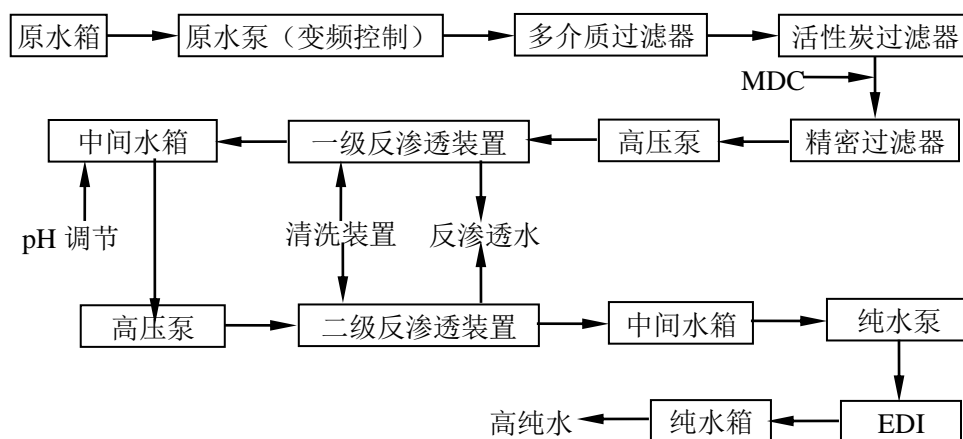 原水箱
原水泵（变频控制）
多介质过滤器
活性炭过滤器
MDC
中间水箱
一级反渗透装置
高压泵
精密过滤器
pH 调节
清洗装置
反渗透水
高压泵
二级反渗透装置
中间水箱
纯水泵
高纯水
纯水箱
EDI